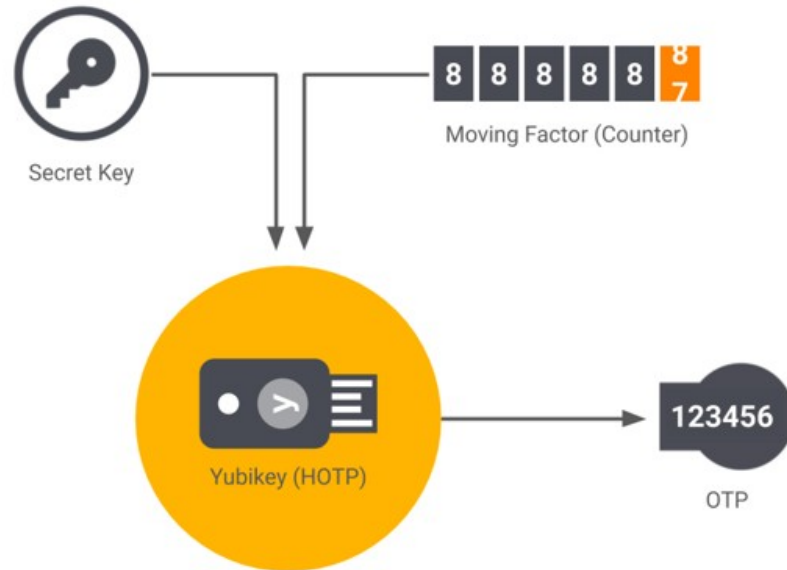 8 8 8 8 8 8
7
Moving Factor (Counter)
Secret Key
y
Yubikey (HOTP)
123456
OTP